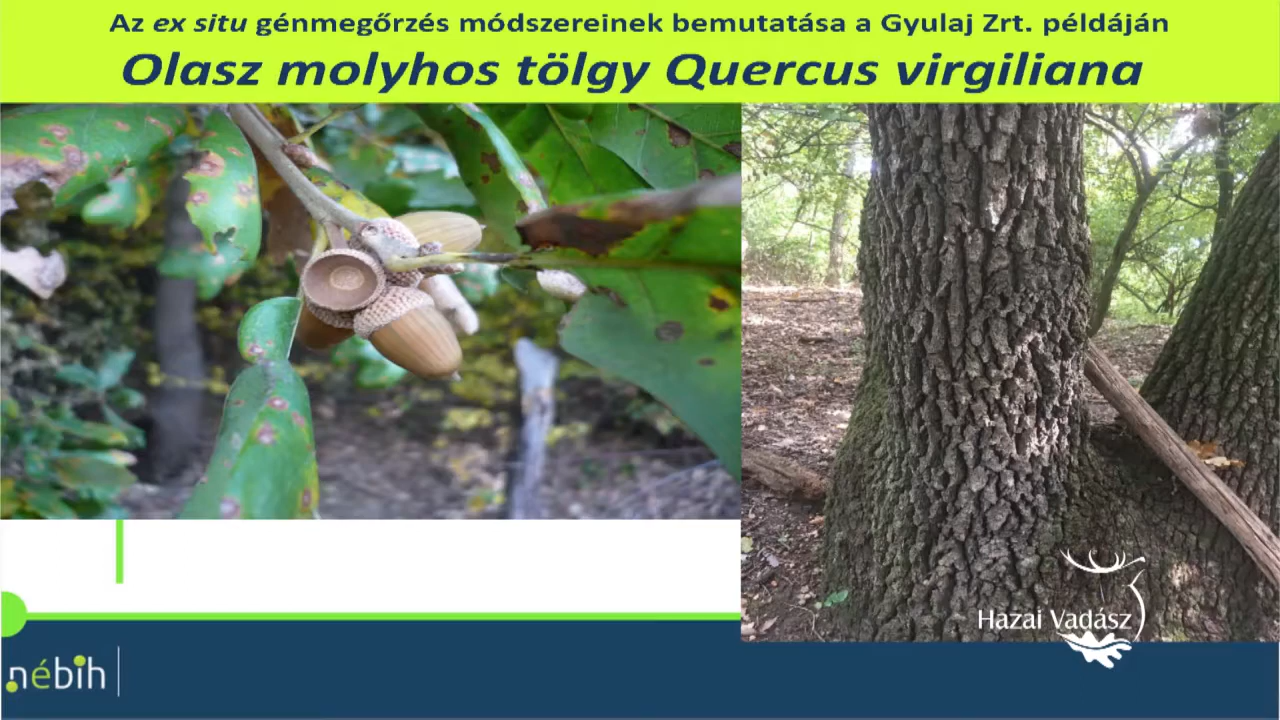 Az ex situ génmegőrzés módszereinek bemutatása a Gyulaj Zrt. példáján
Olasz molyhos tölgy Quercus virgiliana
Hazai Vadász
nébih